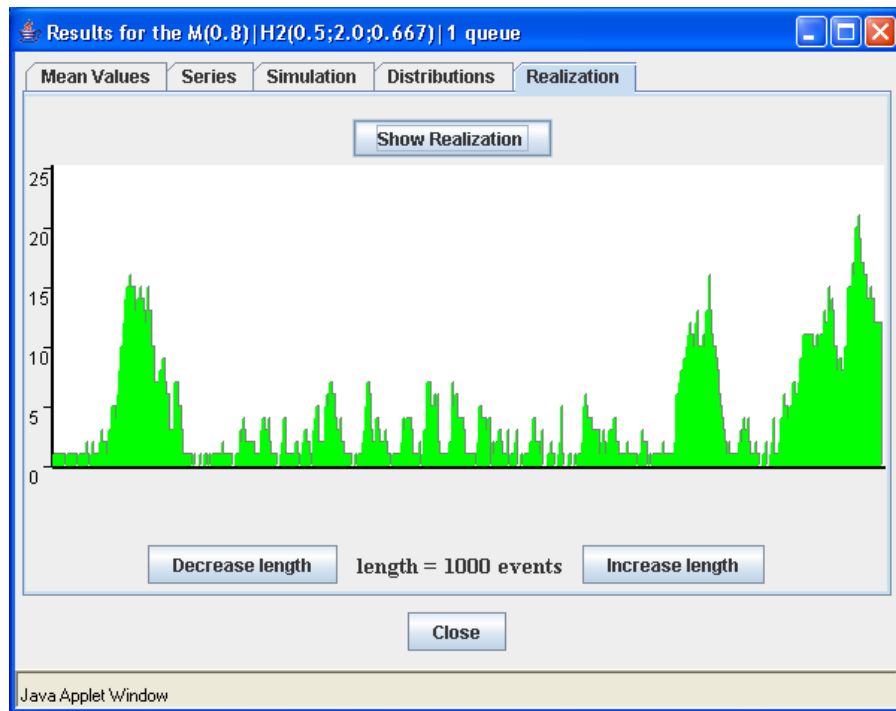 Results for the M(0.8)|H2(0.5;2.0;0.667)|1 queue
Mean Values Series Simulation Distributions Realization
Show Realization
25
20
15
10
5
0
Decrease length length = 1000 events Increase length
Close
Java Applet Window